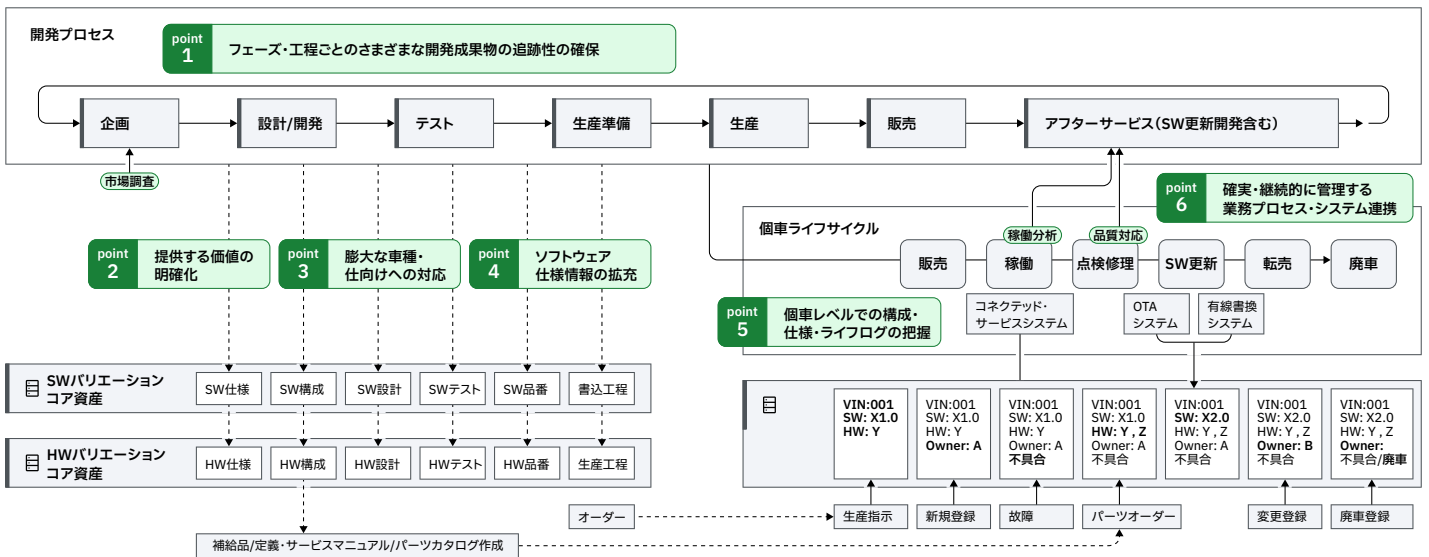 開発プロセス
point
1
フェーズ・工程ごとのさまざまな開発成果物の追跡性の確保
企画
設計/開発
テスト
生産準備
生産
販売
アフターサービス(SW更新開発含む)
市場調査
point
2
提供する価値の
明確化
point
3
膨大な車種・
仕向けへの対応
point
4
ソフトウェア
仕様情報の拡充
point
6
確実・継続的に管理する
業務プロセス・システム連携
個車ライフサイクル
稼働分析
品質対応
販売
稼働
点検修理
SW更新
転売
廃車
point
5
個車レベルでの構成・
仕様・ライフログの把握
コネクテッド・
サービスシステム
OTA
システム
有線書換
システム
SWバリエーション
コア資産
SW仕様
SW構成
SW設計
SWテスト
SW品番
書込工程
HWバリエーション
コア資産
HW仕様
HW構成
HW設計
HWテスト
HW品番
生産工程
VIN:001
SW: X1.0
HW: Y
VIN:001
SW: X1.0
HW: Y
Owner: A
VIN:001
SW: X1.0
HW: Y
Owner: A
不具合
VIN:001
SW: X1.0
HW: Y , Z
Owner: A
不具合
VIN:001
SW: X2.0
HW: Y , Z
Owner: A
不具合
VIN:001
SW: X2.0
HW: Y , Z
Owner: B
不具合
VIN:001
SW: X2.0
HW: Y , Z
Owner:
不具合/廃車
オーダー
生産指示
新規登録
故障
パーツオーダー
変更登録
廃車登録
補給品/定義・サービスマニュアル/パーツカタログ作成